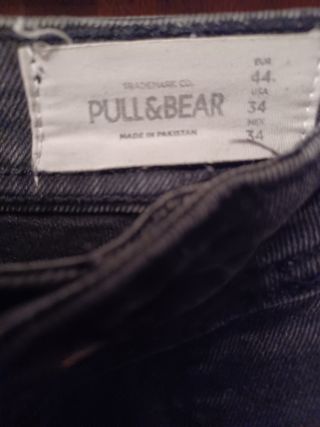 TRADEMARK CO.
PULL&BEAR
MADE IN PAKISTAN
EUR
44
USA
34
MEX
34